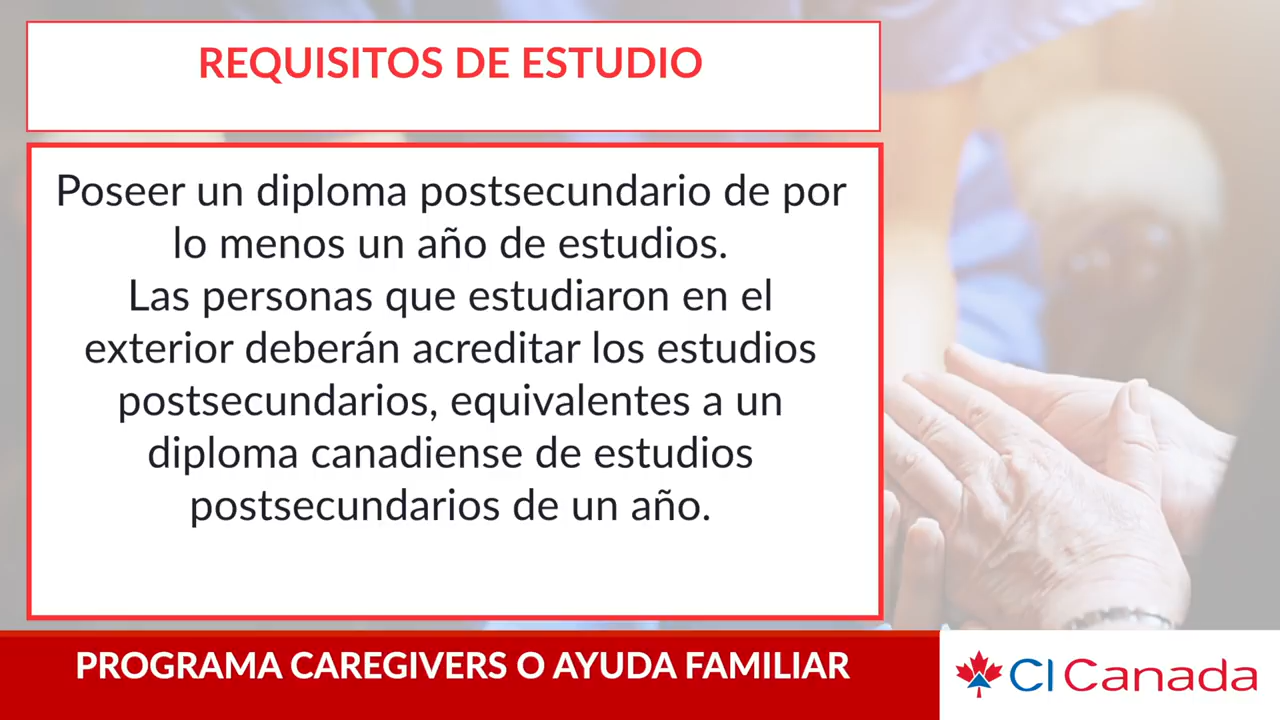 REQUISITOS DE ESTUDIO
Poseer un diploma postsecundario de por
lo menos un año de estudios.
Las personas que estudiaron en el
exterior deberán acreditar los estudios
postsecundarios, equivalentes a un
diploma canadiense de estudios
postsecundarios de un año.
PROGRAMA CAREGIVERS O AYUDA FAMILIAR
CI Canada